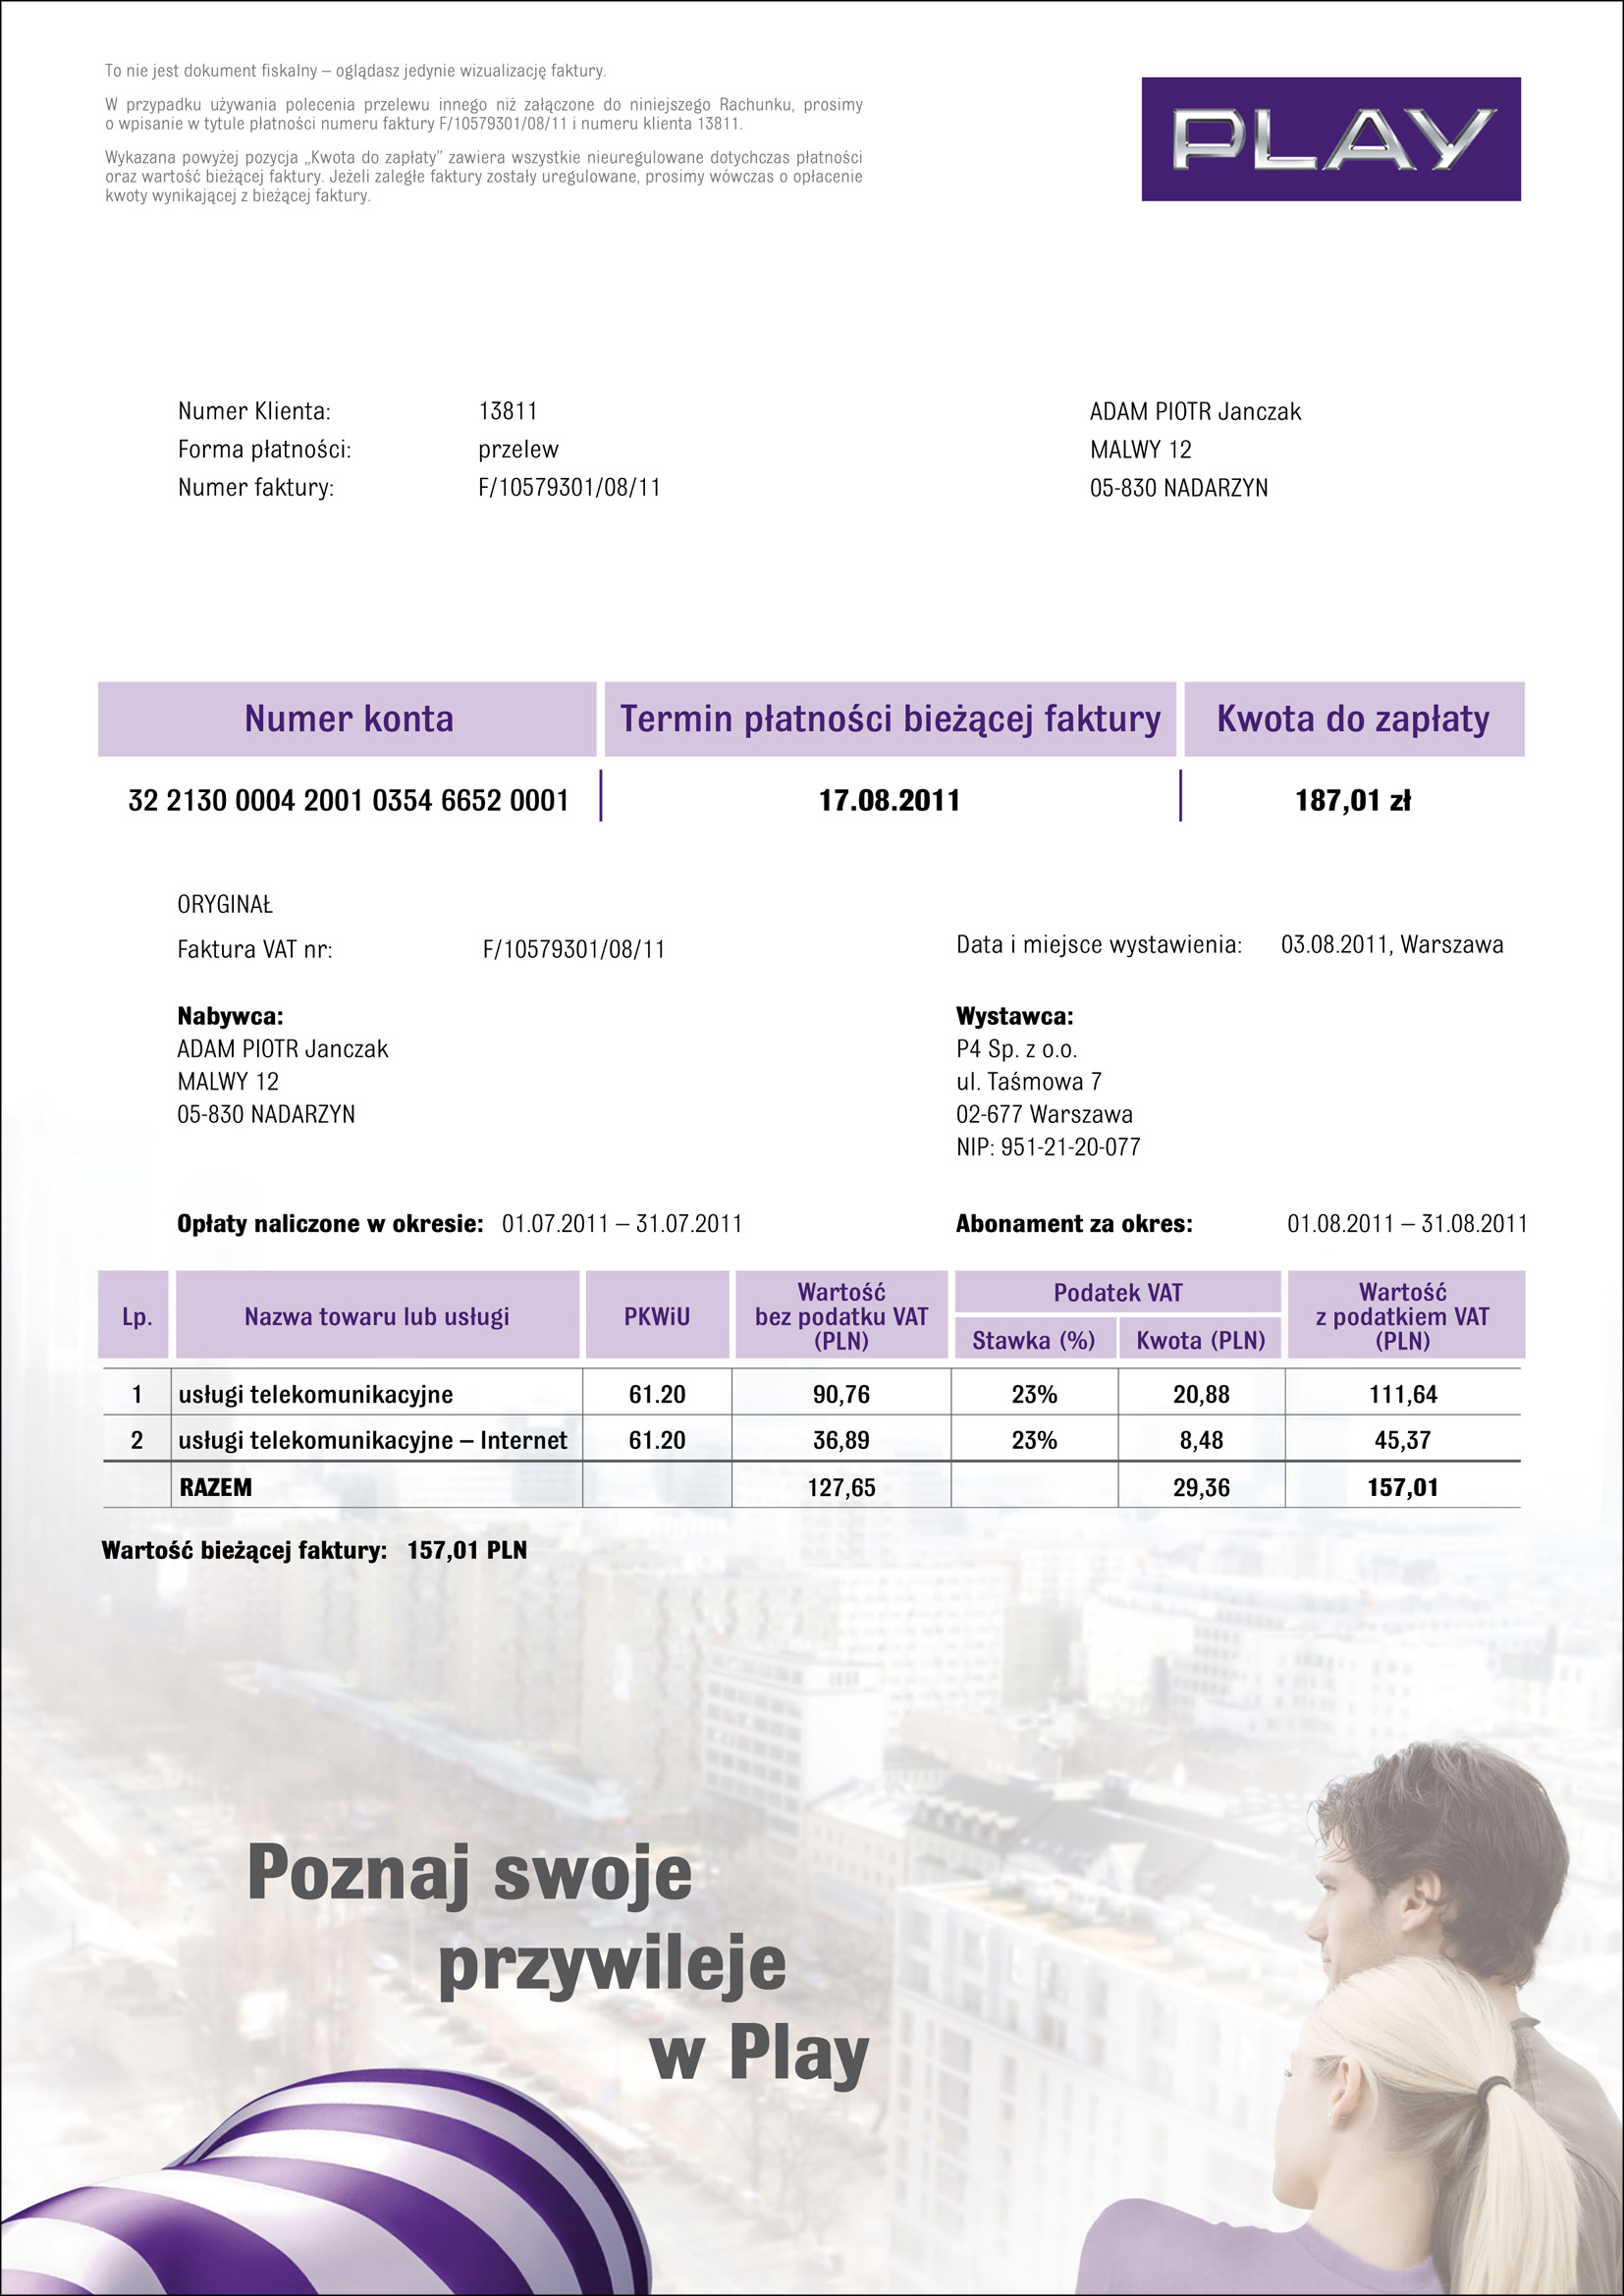 To nie jest dokument fiskalny – oglądasz jedynie wizualizację faktury.
W przypadku używania polecenia przelewu innego niż załączone do niniejszego Rachunku, prosimy
o wpisanie w tytule płatności numeru faktury F/10579301/08/11 i numeru klienta 13811.
Wykazana powyżej pozycja „Kwota do zapłaty” zawiera wszystkie nieuregulowane dotychczas płatności
oraz wartość bieżącej faktury. Jeżeli zaległe faktury zostały uregulowane, prosimy wówczas o opłacenie
kwoty wynikającej z bieżącej faktury.
PLAY
Numer Klienta: 13811
Forma płatności: przelew
Numer faktury: F/10579301/08/11
ADAM PIOTR Janczak
MALWY 12
05-830 NADARZYN
Numer konta Termin płatności bieżącej faktury Kwota do zapłaty
32 2130 0004 2001 0354 6652 0001 17.08.2011 187,01 zł
ORYGINAŁ
Faktura VAT nr: F/10579301/08/11
Data i miejsce wystawienia: 03.08.2011, Warszawa
Nabywca:
ADAM PIOTR Janczak
MALWY 12
05-830 NADARZYN
Wystawca:
P4 Sp. z o.o.
ul. Taśmowa 7
02-677 Warszawa
NIP: 951-21-20-077
Opłaty naliczone w okresie: 01.07.2011 – 31.07.2011
Abonament za okres: 01.08.2011 – 31.08.2011
Lp. Nazwa towaru lub usługi PKWiU
Wartość
bez podatku VAT
(PLN)
Podatek VAT
Stawka (%) Kwota (PLN)
Wartość
z podatkiem VAT
(PLN)
1 usługi telekomunikacyjne 61.20 90,76 23% 20,88 111,64
2 usługi telekomunikacyjne – Internet 61.20 36,89 23% 8,48 45,37
RAZEM 127,65 29,36 157,01
Wartość bieżącej faktury: 157,01 PLN
Poznaj swoje
przywileje
w Play